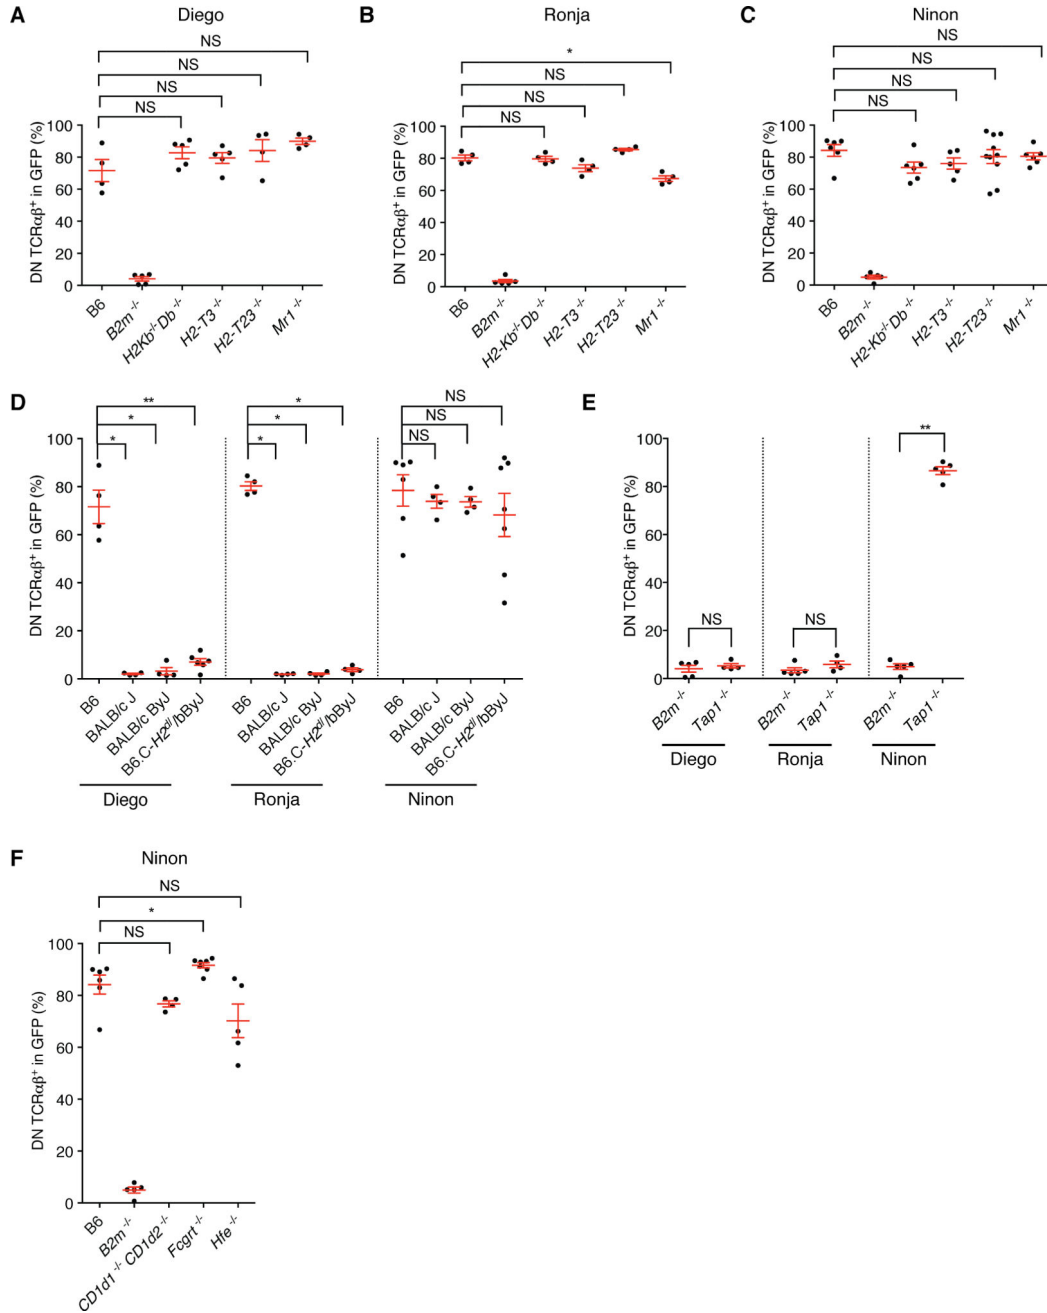 A
Diego
NS
NS
NS
NS
DN TCRαβ⁺ in GFP (%)
100
80
60
40
20
0
B6
B2m⁻/⁻
H2Kb⁻/⁻Db⁻/⁻
H2-T3⁻/⁻
H2-T23⁻/⁻
Mr1⁻/⁻
B
Ronja
*
NS
NS
NS
DN TCRαβ⁺ in GFP (%)
100
80
60
40
20
0
B6
B2m⁻/⁻
H2-Kb⁻/⁻Db⁻/⁻
H2-T3⁻/⁻
H2-T23⁻/⁻
Mr1⁻/⁻
C
Ninon
NS
NS
NS
NS
DN TCRαβ⁺ in GFP (%)
100
80
60
40
20
0
B6
B2m⁻/⁻
H2-Kb⁻/⁻Db⁻/⁻
H2-T3⁻/⁻
H2-T23⁻/⁻
Mr1⁻/⁻
D
**
*
*
*
*
*
NS
NS
NS
DN TCRαβ⁺ in GFP (%)
100
80
60
40
20
0
B6
BALB/c J
BALB/c ByJ
B6.C-H2ᵈ/bByJ
B6
BALB/c J
BALB/c ByJ
B6.C-H2ᵈ/bByJ
B6
BALB/c J
BALB/c ByJ
B6.C-H2ᵈ/bByJ
Diego
Ronja
Ninon
E
**
NS
NS
DN TCRαβ⁺ in GFP (%)
100
80
60
40
20
0
B2m⁻/⁻
Tap1⁻/⁻
B2m⁻/⁻
Tap1⁻/⁻
B2m⁻/⁻
Tap1⁻/⁻
Diego
Ronja
Ninon
F
Ninon
NS
*
NS
DN TCRαβ⁺ in GFP (%)
100
80
60
40
20
0
B6
B2m⁻/⁻
CD1d1⁻/⁻ CD1d2⁻/⁻
Fcgrt⁻/⁻
Hfe⁻/⁻